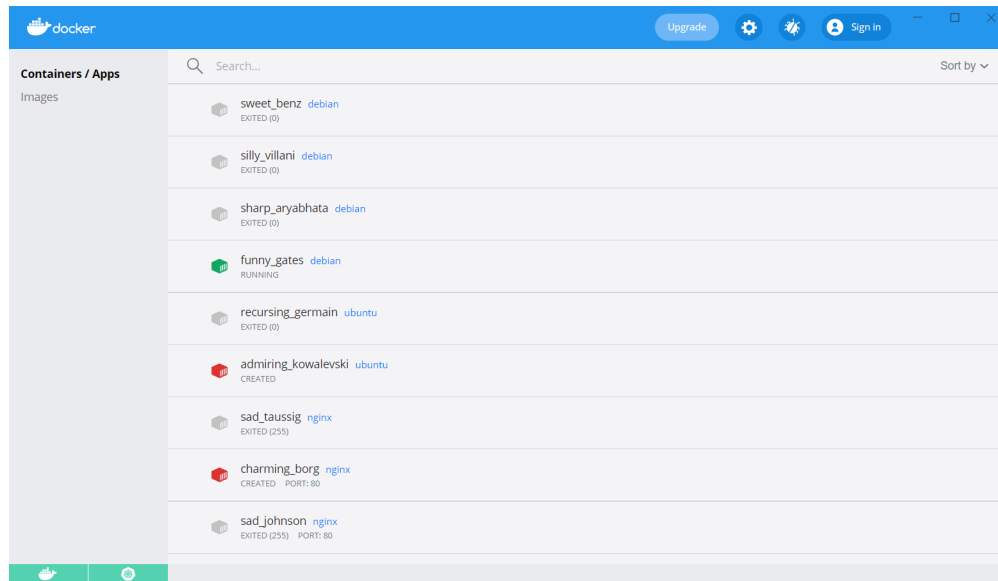 docker
Upgrade
Sign in
Containers / Apps
Images
Search...
Sort by
sweet_benz debian
EXITED (0)
silly_villani debian
EXITED (0)
sharp_aryabhata debian
EXITED (0)
funny_gates debian
RUNNING
recursing_germain ubuntu
EXITED (0)
admiring_kowalevski ubuntu
CREATED
sad_taussig nginx
EXITED (255)
charming_borg nginx
CREATED PORT: 80
sad_johnson nginx
EXITED (255) PORT: 80